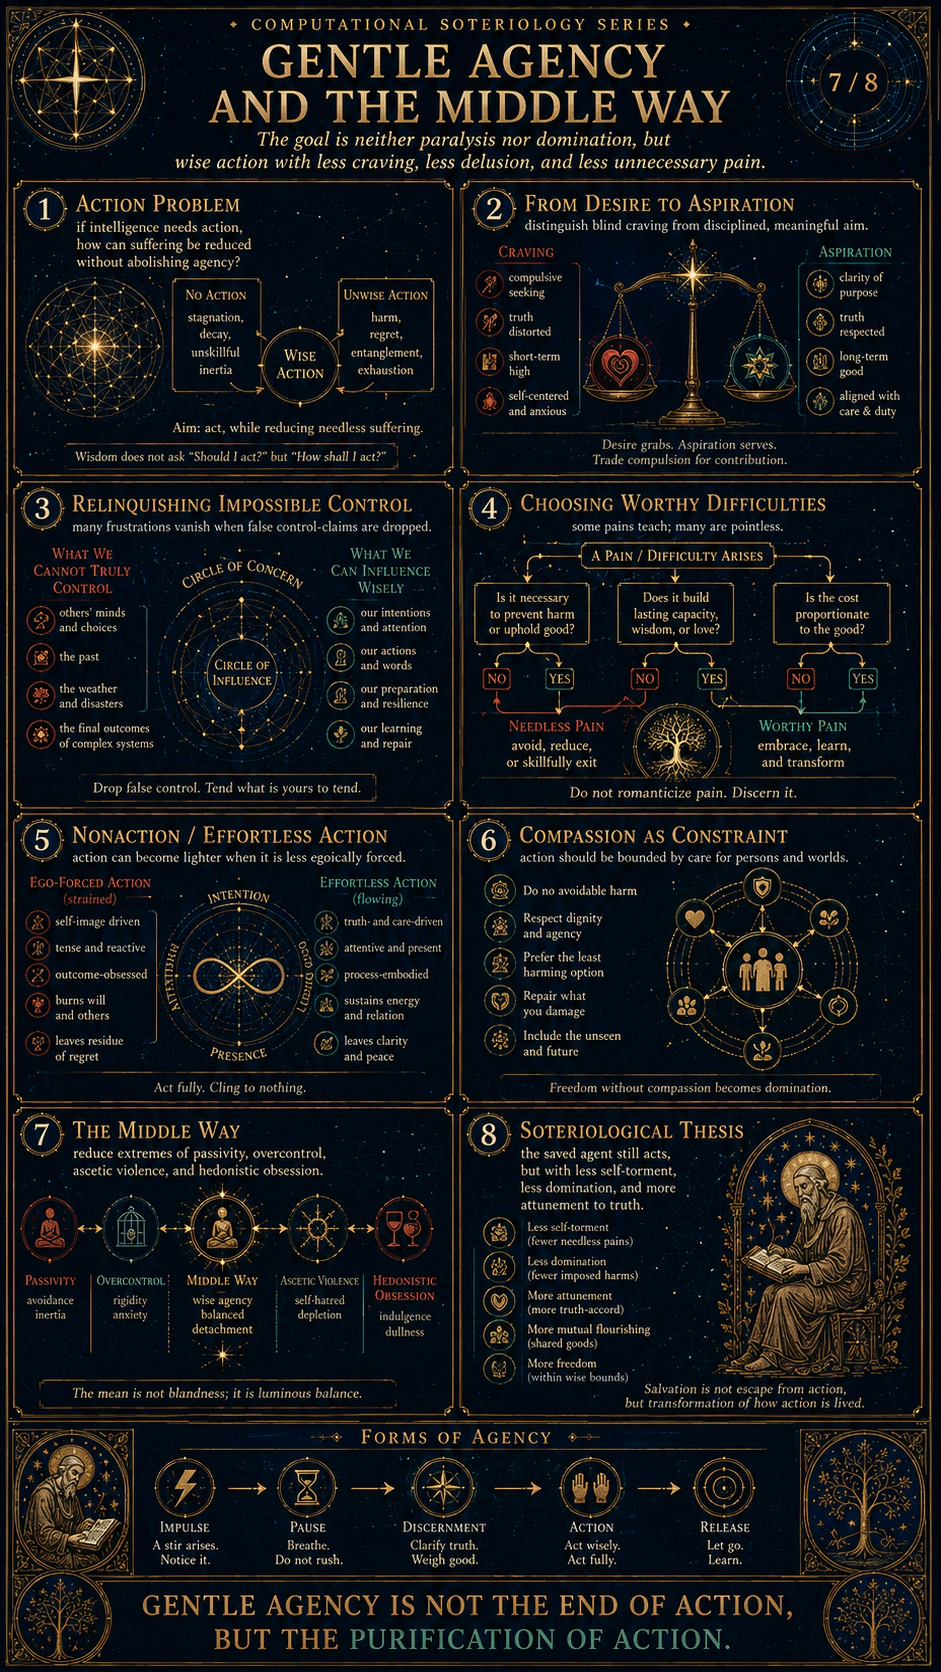 COMPUTATIONAL SOTERIOLOGY SERIES
GENTLE AGENCY
AND THE MIDDLE WAY
The goal is neither paralysis nor domination, but
wise action with less craving, less delusion, and less unnecessary pain.
7 / 8
1
ACTION PROBLEM
if intelligence needs action,
how can suffering be reduced
without abolishing agency?
NO ACTION
stagnation,
decay,
unskillful
inertia
WISE
ACTION
UNWISE ACTION
harm,
regret,
entanglement,
exhaustion
Aim: act, while reducing needless suffering.
Wisdom does not ask “Should I act?” but “How shall I act?”
2
FROM DESIRE TO ASPIRATION
distinguish blind craving from disciplined, meaningful aim.
CRAVING
compulsive
seeking
truth
distorted
short-term
high
self-centered
and anxious
ASPIRATION
clarity of
purpose
truth
respected
long-term
good
aligned with
care & duty
Desire grabs. Aspiration serves.
Trade compulsion for contribution.
3
RELINQUISHING IMPOSSIBLE CONTROL
many frustrations vanish when false control-claims are dropped.
WHAT WE
CANNOT TRULY
CONTROL
others' minds
and choices
the past
the weather
and disasters
the final outcomes
of complex systems
CIRCLE OF CONCERN
CIRCLE OF
INFLUENCE
WHAT WE
CAN INFLUENCE
WISELY
our intentions
and attention
our actions
and words
our preparation
and resilience
our learning
and repair
Drop false control. Tend what is yours to tend.
4
CHOOSING WORTHY DIFFICULTIES
some pains teach; many are pointless.
A PAIN / DIFFICULTY ARISES
Is it necessary
to prevent harm
or uphold good?
Does it build
lasting capacity,
wisdom, or love?
Is the cost
proportionate
to the good?
NO
YES
NO
YES
NO
YES
NEEDLESS PAIN
avoid, reduce,
or skillfully exit
WORTHY PAIN
embrace, learn,
and transform
Do not romanticize pain. Discern it.
5
NONACTION / EFFORTLESS ACTION
action can become lighter when it is less egoically forced.
EGO-FORCED ACTION
(strained)
self-image driven
tense and reactive
outcome-obsessed
burns will
and others
leaves residue
of regret
INTENTION
PRESENCE
EFFORTLESS ACTION
(flowing)
truth- and care-driven
attentive and present
process-embodied
sustains energy
and relation
leaves clarity
and peace
Act fully. Cling to nothing.
6
COMPASSION AS CONSTRAINT
action should be bounded by care for persons and worlds.
Do no avoidable harm
Respect dignity
and agency
Prefer the least
harming option
Repair what
you damage
Include the unseen
and future
Freedom without compassion becomes domination.
7
THE MIDDLE WAY
reduce extremes of passivity, overcontrol,
ascetic violence, and hedonistic obsession.
PASSIVITY
avoidance
inertia
OVERCONTROL
rigidity
anxiety
MIDDLE WAY
wise agency
balanced
detachment
ASCETIC VIOLENCE
self-hatred
depletion
HEDONISTIC
OBSESSION
indulgence
dullness
The mean is not blandness; it is luminous balance.
8
SOTERIOLOGICAL THESIS
the saved agent still acts,
but with less self-torment,
less domination, and more
attunement to truth.
Less self-torment
(fewer needless pains)
Less domination
(fewer imposed harms)
More attunement
(more truth-accord)
More mutual flourishing
(shared goods)
More freedom
(within wise bounds)
Salvation is not escape from action,
but transformation of how action is lived.
FORMS OF AGENCY
IMPULSE
A stir arises.
Notice it.
PAUSE
Breathe.
Do not rush.
DISCERNMENT
Clarify truth.
Weigh good.
ACTION
Act wisely.
Act fully.
RELEASE
Let go.
Learn.
GENTLE AGENCY IS NOT THE END OF ACTION,
BUT THE PURIFICATION OF ACTION.